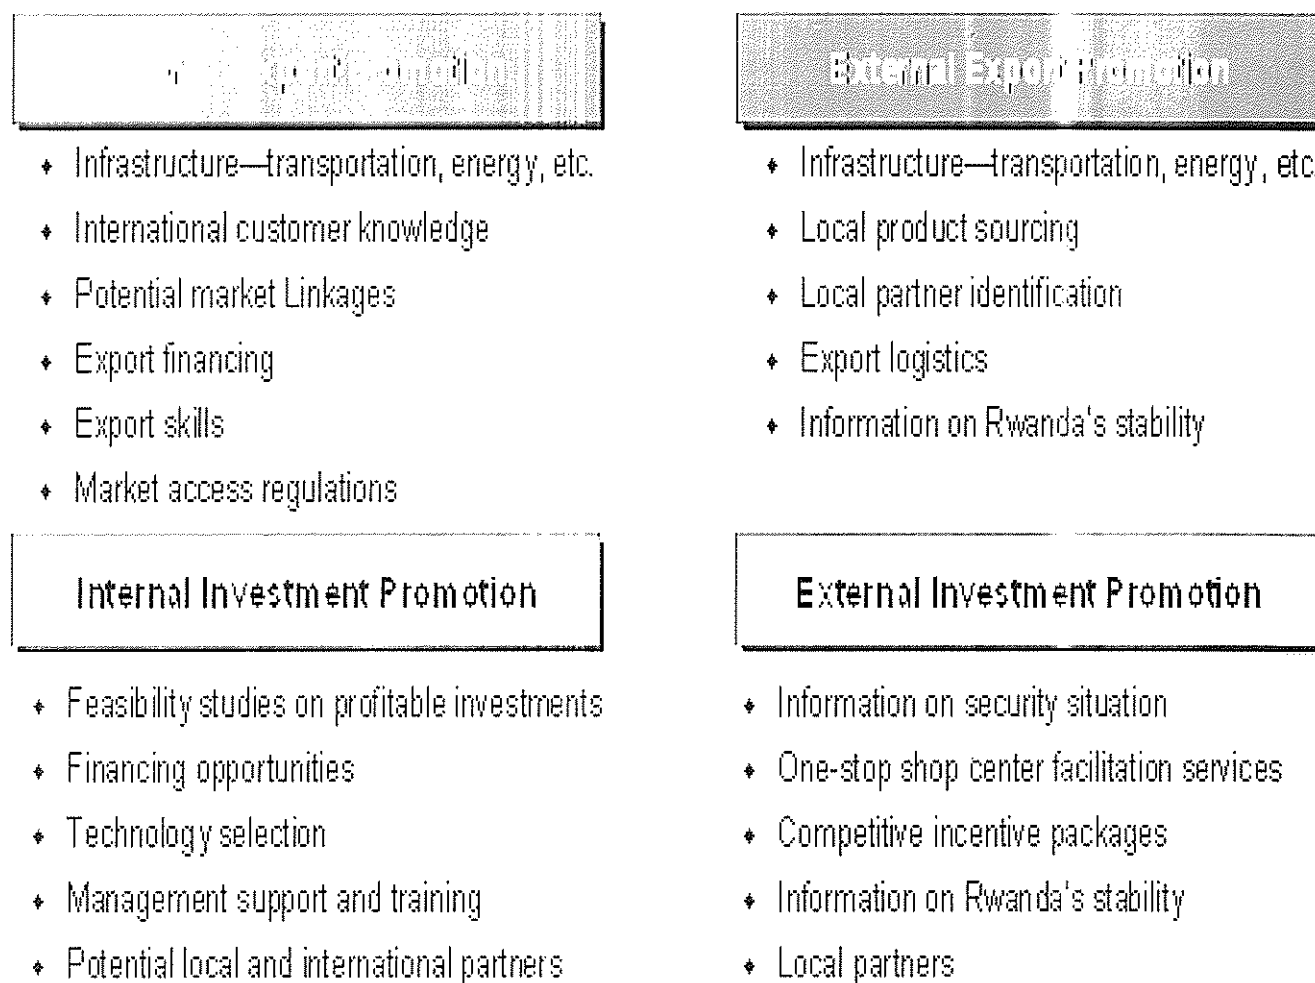 External Export Promotion
• Infrastructure—transportation, energy, etc.
• International customer knowledge
• Potential market Linkages
• Export financing
• Export skills
• Market access regulations
• Infrastructure—transportation, energy, etc.
• Local product sourcing
• Local partner identification
• Export logistics
• Information on Rwanda's stability
Internal Investment Promotion
• Feasibility studies on profitable investments
• Financing opportunities
• Technology selection
• Management support and training
• Potential local and international partners
External Investment Promotion
• Information on security situation
• One-stop shop center facilitation services
• Competitive incentive packages
• Information on Rwanda's stability
• Local partners